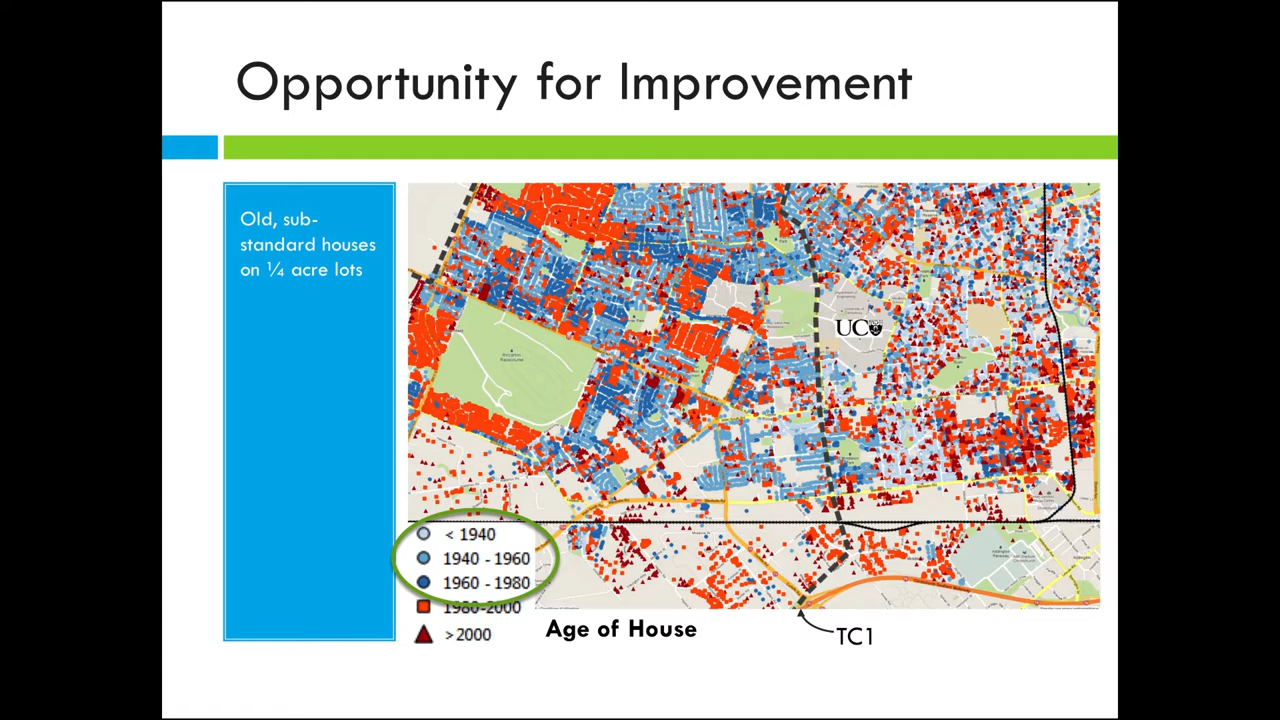 Opportunity for Improvement
Old, sub-
standard houses
on ¼ acre lots
UC
< 1940
1940 - 1960
1960 - 1980
1980-2000
>2000
Age of House
TC1